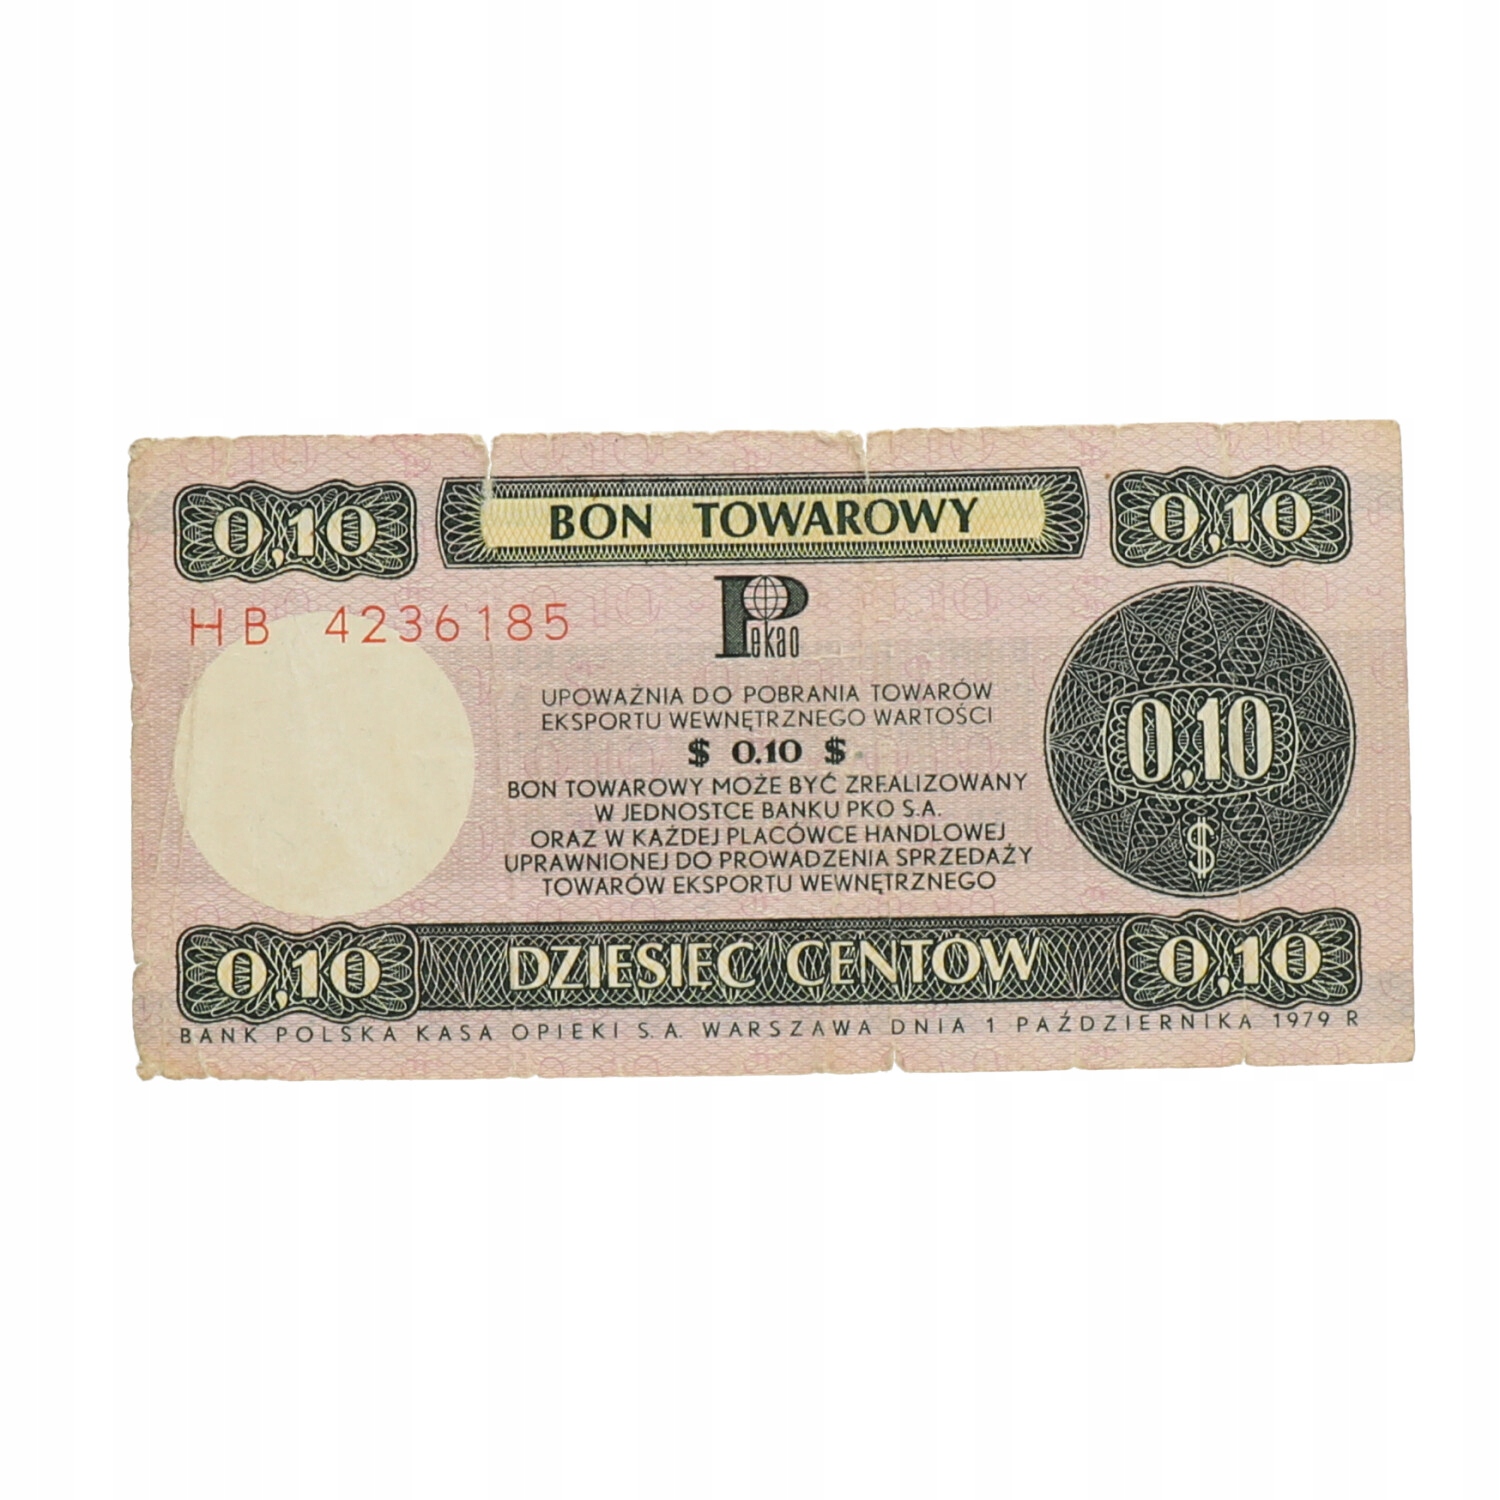 0,10 BON TOWAROWY 0,10
HB 4236185
Pekao
UPOWAŻNIA DO POBRANIA TOWARÓW
EKSPORTU WEWNĘTRZNEGO WARTOŚCI
$ 0.10 $
BON TOWAROWY MOŻE BYĆ ZREALIZOWANY
W JEDNOSTCE BANKU PKO S.A.
ORAZ W KAŻDEJ PLACÓWCE HANDLOWEJ
UPRAWNIONEJ DO PROWADZENIA SPRZEDAŻY
TOWARÓW EKSPORTU WEWNĘTRZNEGO
0,10
$
0,10 DZIESIĘĆ CENTÓW 0,10
BANK POLSKA KASA OPIEKI S.A. WARSZAWA DNIA 1 PAŹDZIERNIKA 1979 R